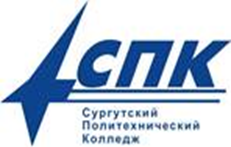 СПК
Сургутский
Политехнический
Колледж